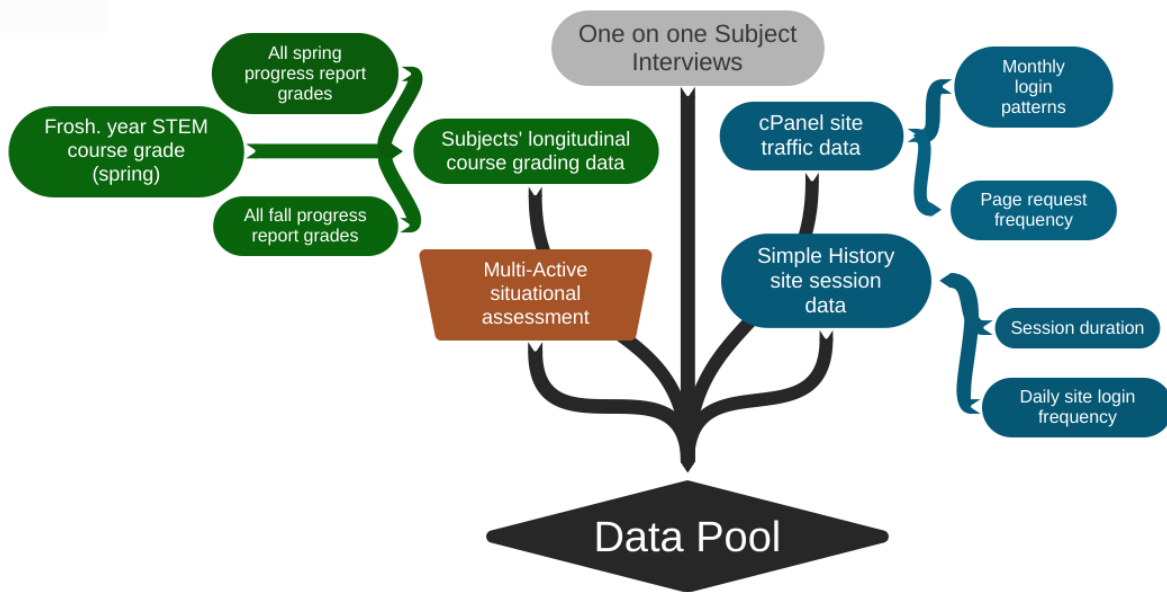 One on one Subject
Interviews
All spring
progress report
grades
Frosh. year STEM
course grade
(spring)
All fall progress
report grades
Subjects' longitudinal
course grading data
Multi-Active
situational
assessment
cPanel site
traffic data
Monthly
login
patterns
Page request
frequency
Simple History
site session
data
Session duration
Daily site login
frequency
Data Pool